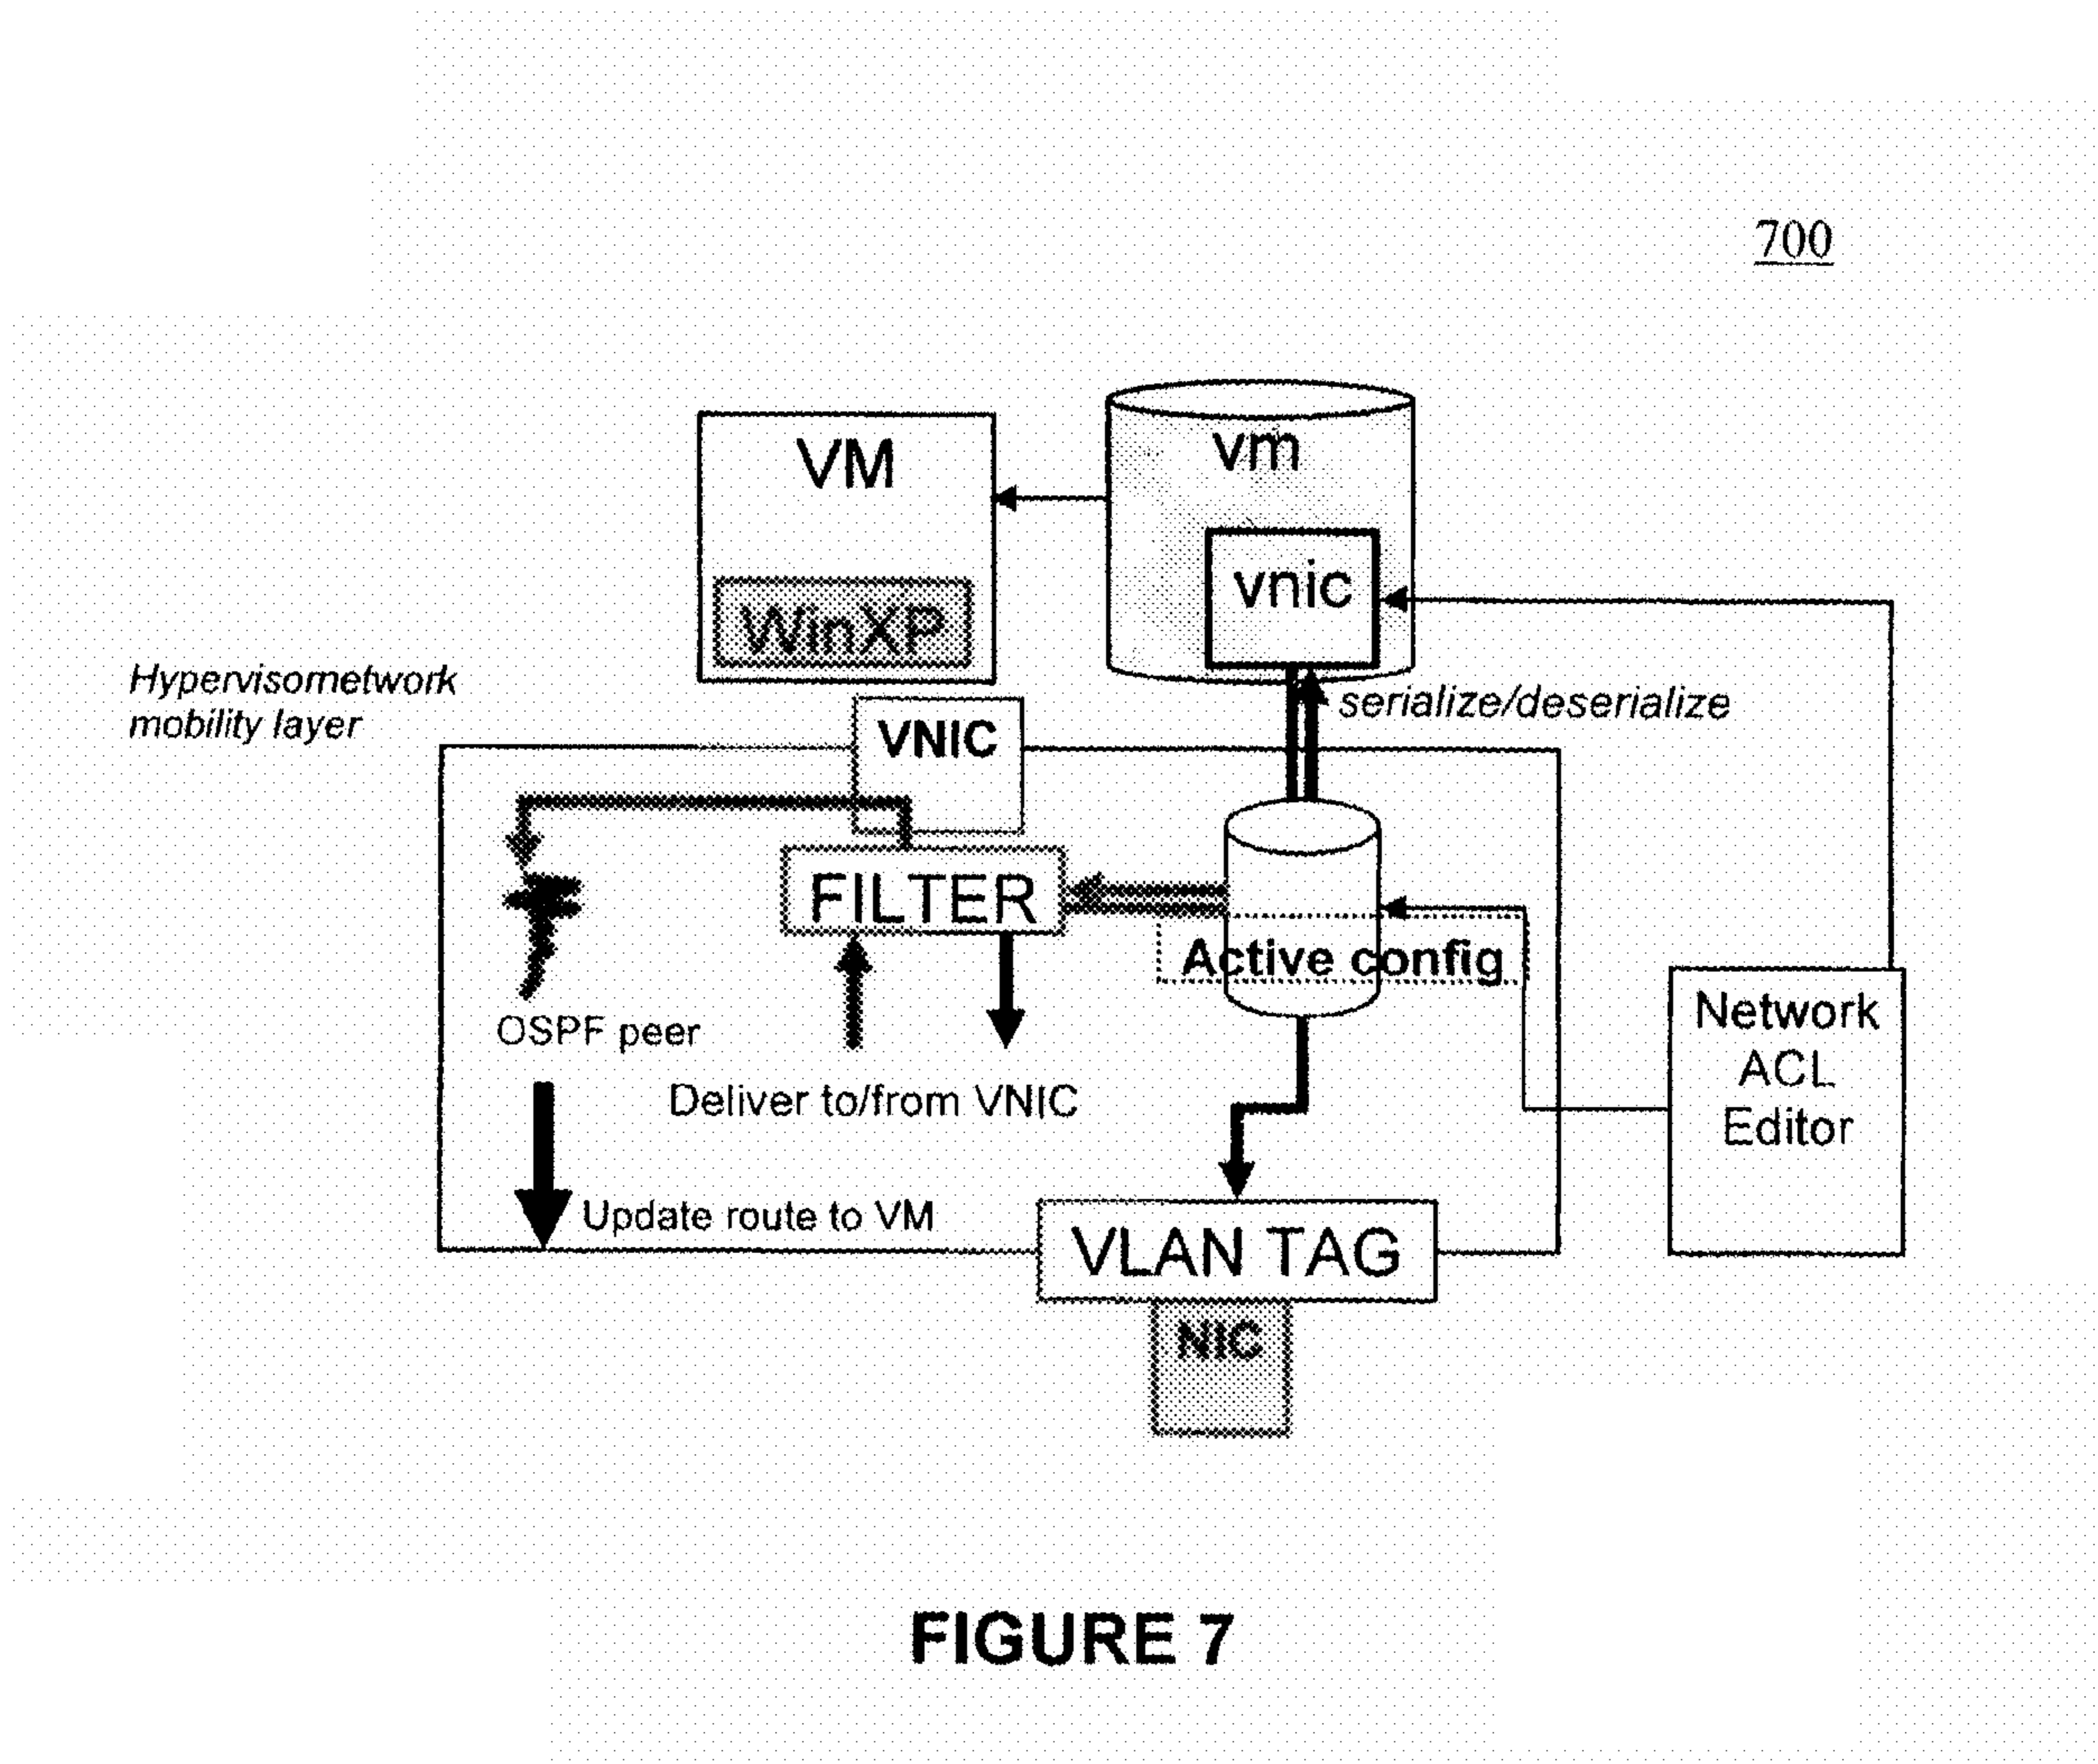 700
VM
vm
WinXP
vnic
Hypervisornetwork
mobility layer
serialize/deserialize
VNIC
FILTER
Active config
OSPF peer
Deliver to/from VNIC
Network
ACL
Editor
Update route to VM
VLAN TAG
NIC
FIGURE 7